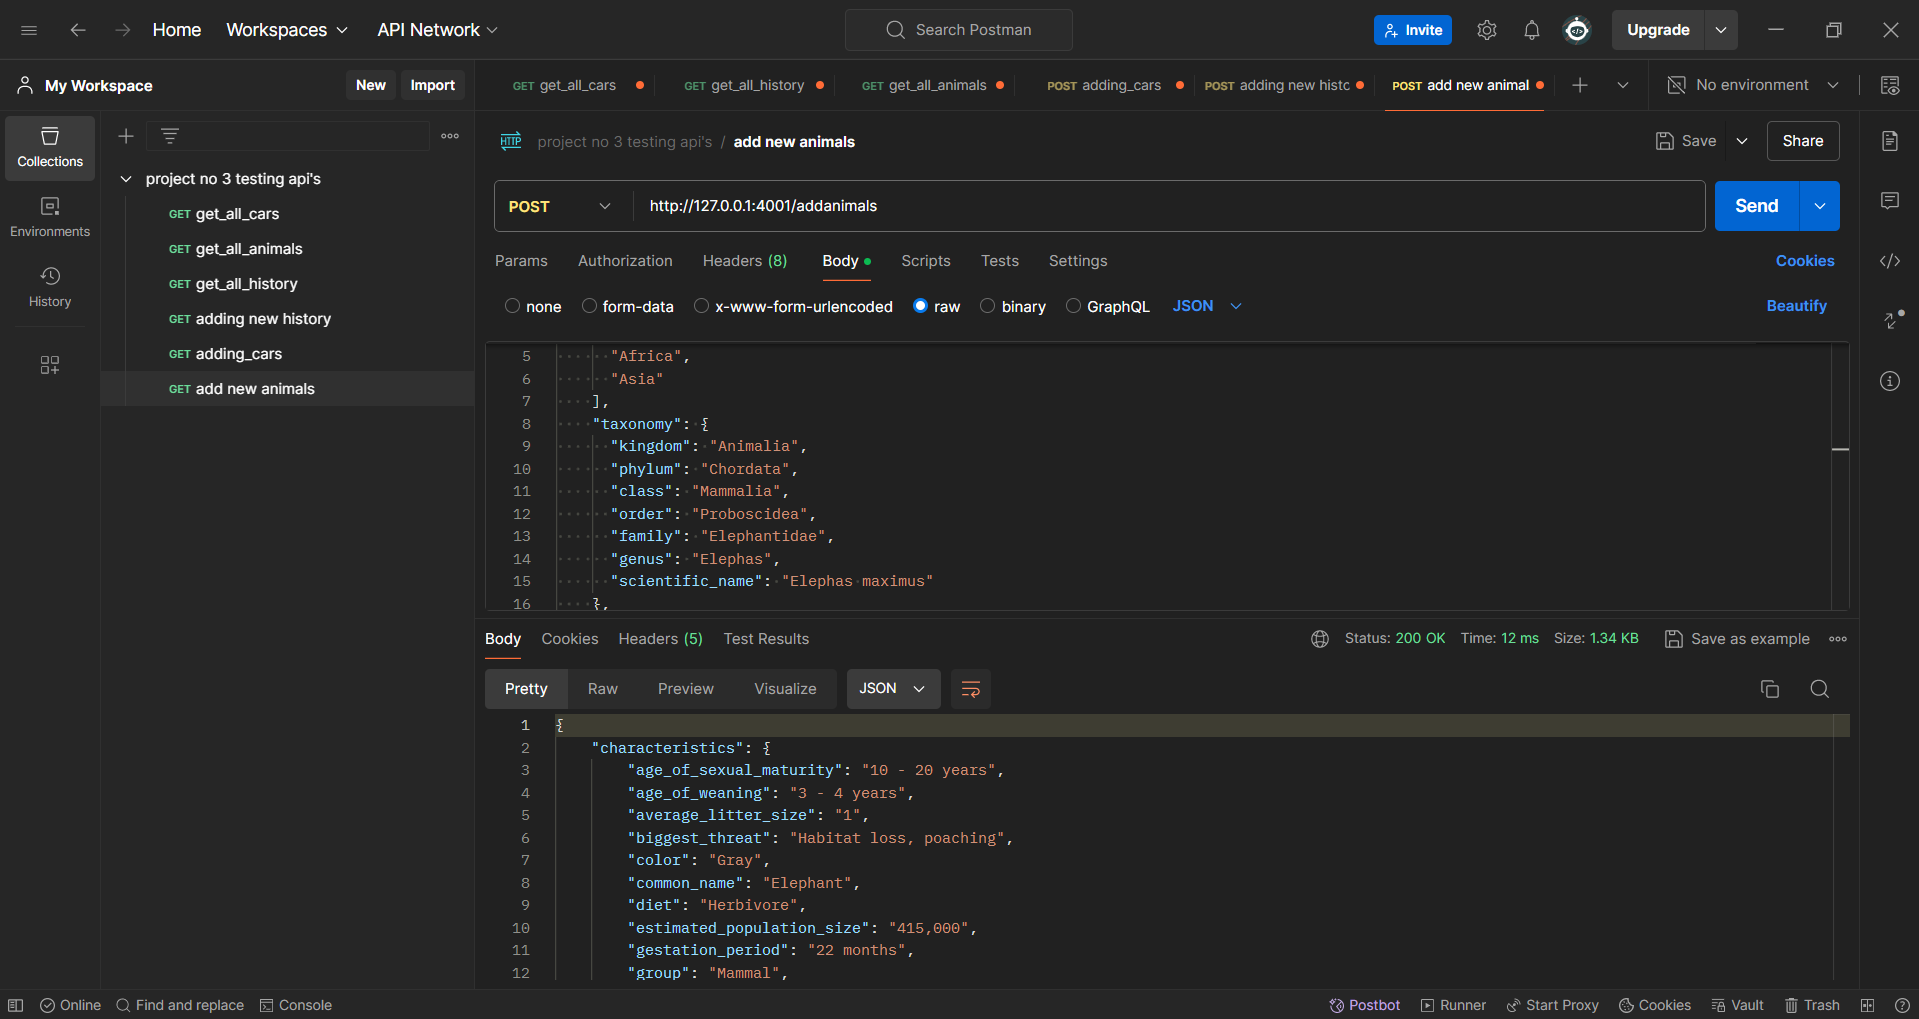 Home Workspaces API Network Search Postman Invite Upgrade
My Workspace New Import
GET get_all_cars GET get_all_history GET get_all_animals POST adding_cars POST adding new histc POST add new animal No environment
Collections
Environments
History
project no 3 testing api's
GET get_all_cars
GET get_all_animals
GET get_all_history
GET adding new history
GET adding_cars
GET add new animals
HTTP project no 3 testing api's / add new animals Save Share
POST http://127.0.0.1:4001/addanimals Send
Params Authorization Headers (8) Body Scripts Tests Settings Cookies
none form-data x-www-form-urlencoded raw binary GraphQL JSON Beautify
5 "Africa",
6 "Asia"
7 ],
8 "taxonomy": {
9 "kingdom": "Animalia",
10 "phylum": "Chordata",
11 "class": "Mammalia",
12 "order": "Proboscidea",
13 "family": "Elephantidae",
14 "genus": "Elephas",
15 "scientific_name": "Elephas maximus"
16 },
Body Cookies Headers (5) Test Results Status: 200 OK Time: 12 ms Size: 1.34 KB Save as example
Pretty Raw Preview Visualize JSON
1 {
2 "characteristics": {
3 "age_of_sexual_maturity": "10 - 20 years",
4 "age_of_weaning": "3 - 4 years",
5 "average_litter_size": "1",
6 "biggest_threat": "Habitat loss, poaching",
7 "color": "Gray",
8 "common_name": "Elephant",
9 "diet": "Herbivore",
10 "estimated_population_size": "415,000",
11 "gestation_period": "22 months",
12 "group": "Mammal",
Online Find and replace Console Postbot Runner Start Proxy Cookies Vault Trash